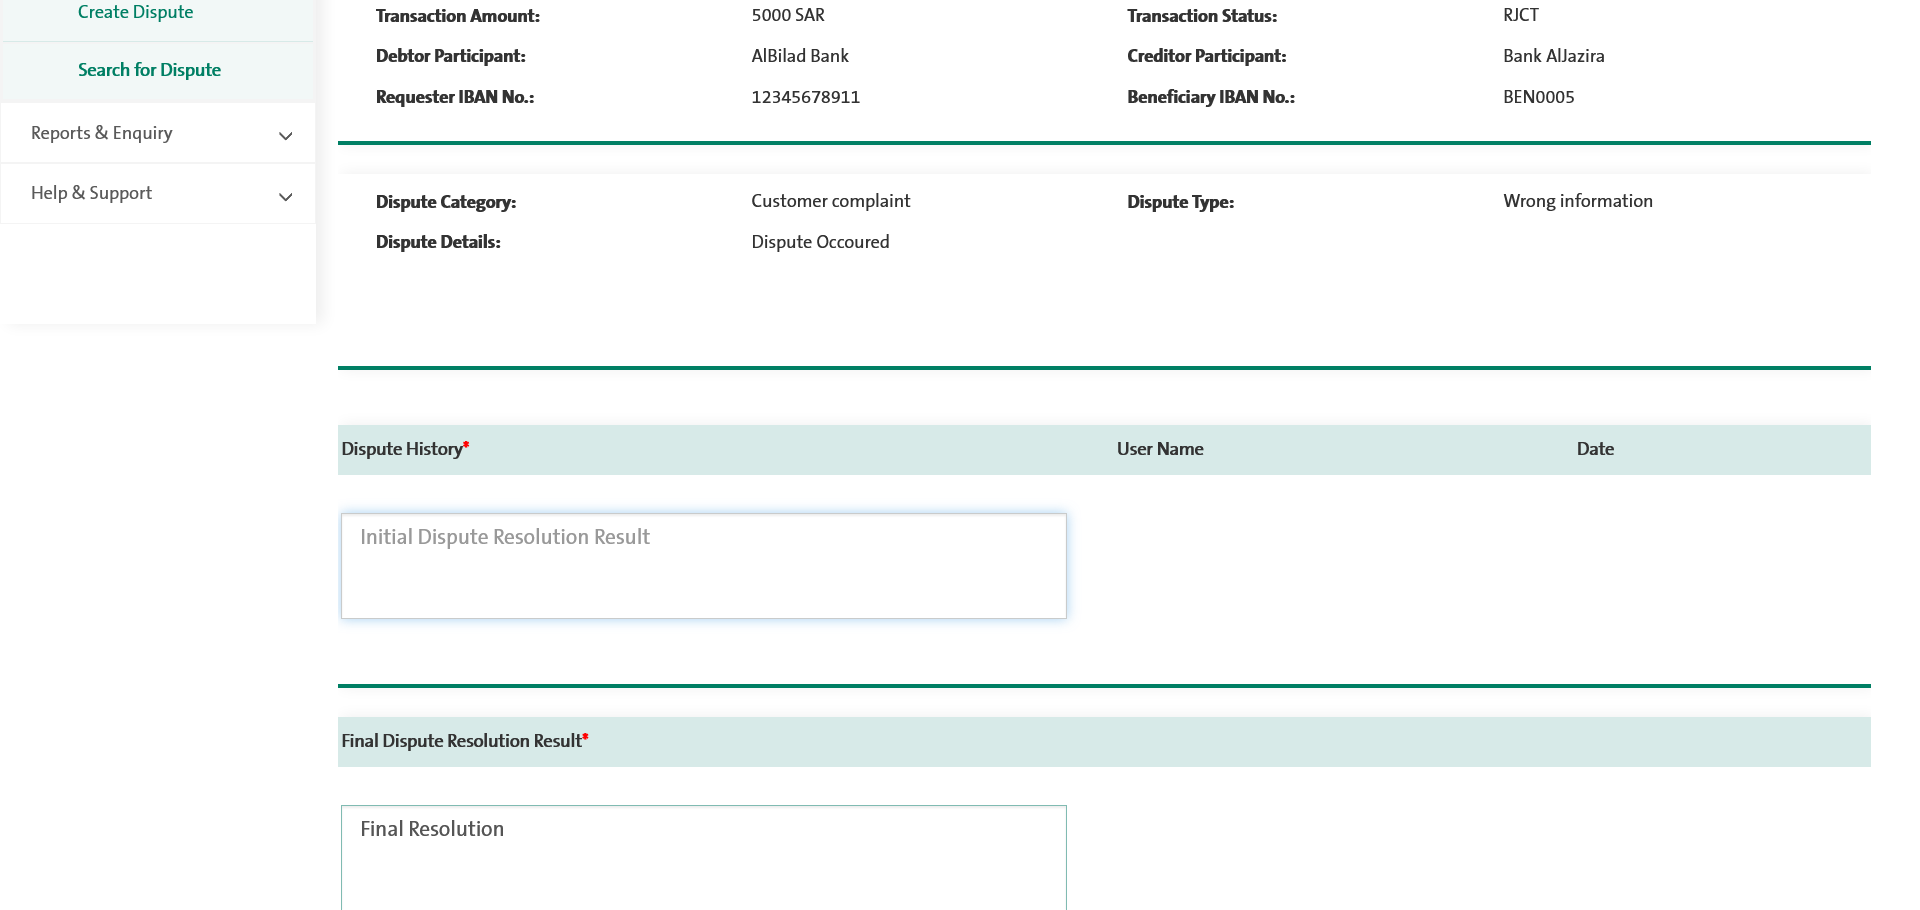 Create Dispute
Search for Dispute
Reports & Enquiry
Help & Support
Transaction Amount: 5000 SAR Transaction Status: RJCT
Debtor Participant: AlBilad Bank Creditor Participant: Bank AlJazira
Requester IBAN No.: 12345678911 Beneficiary IBAN No.: BEN0005
Dispute Category: Customer complaint Dispute Type: Wrong information
Dispute Details: Dispute Occoured
Dispute History* User Name Date
Initial Dispute Resolution Result
Final Dispute Resolution Result*
Final Resolution